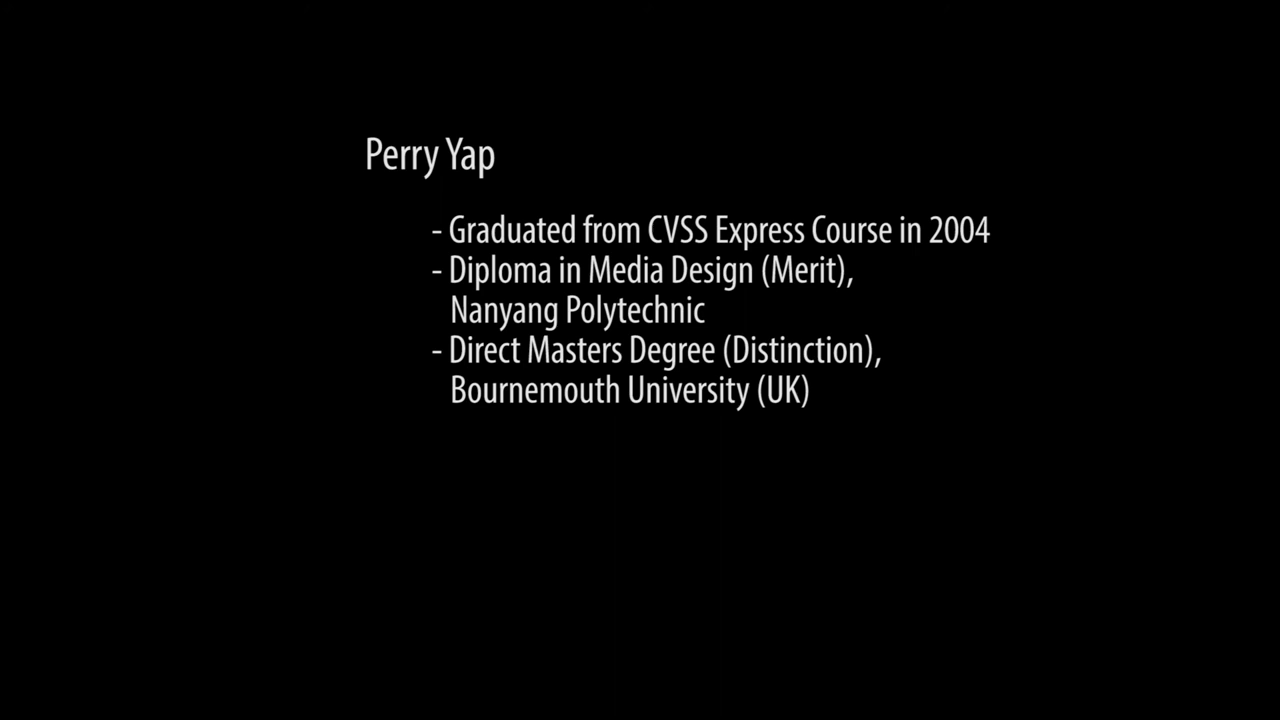 Perry Yap
- Graduated from CVSS Express Course in 2004
- Diploma in Media Design (Merit),
Nanyang Polytechnic
- Direct Masters Degree (Distinction),
Bournemouth University (UK)